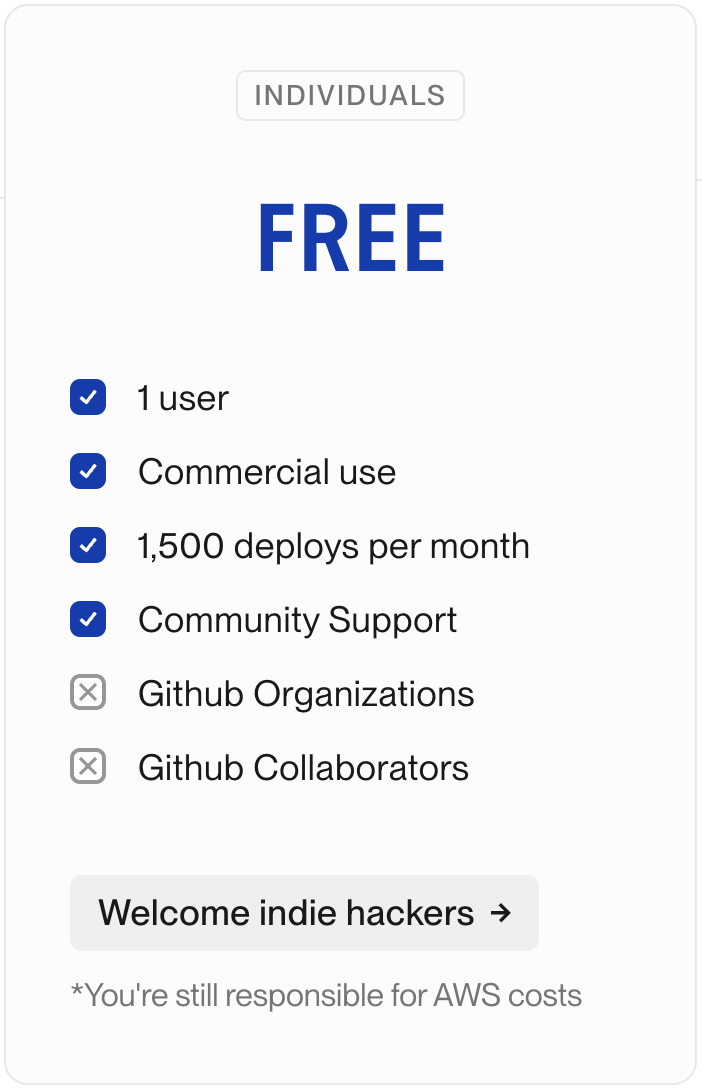 INDIVIDUALS
FREE
1 user
Commercial use
1,500 deploys per month
Community Support
Github Organizations
Github Collaborators
Welcome indie hackers →
*You're still responsible for AWS costs